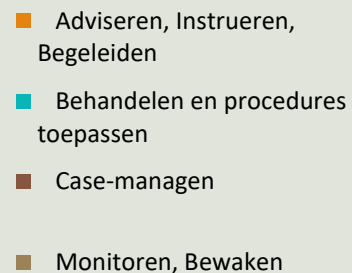 Adviseren, Instrueren,
Begeleiden
Behandelen en procedures
toepassen
Case-managen
Monitoren, Bewaken